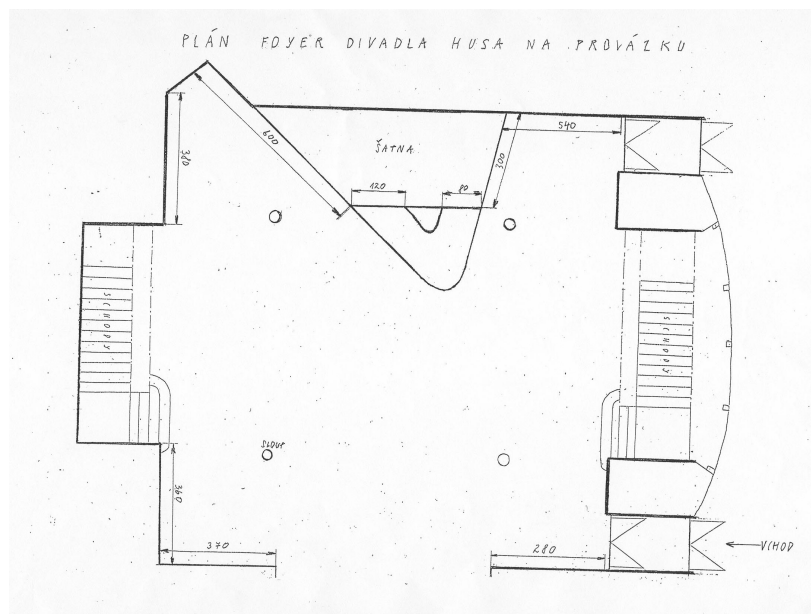 PLÁN FOYER DIVADLA HUSA NA PROVÁZKU
540
380
600
ŠATNA
300
120
80
SCHODY
SCHODY
SLOUP
360
370
280
VCHOD